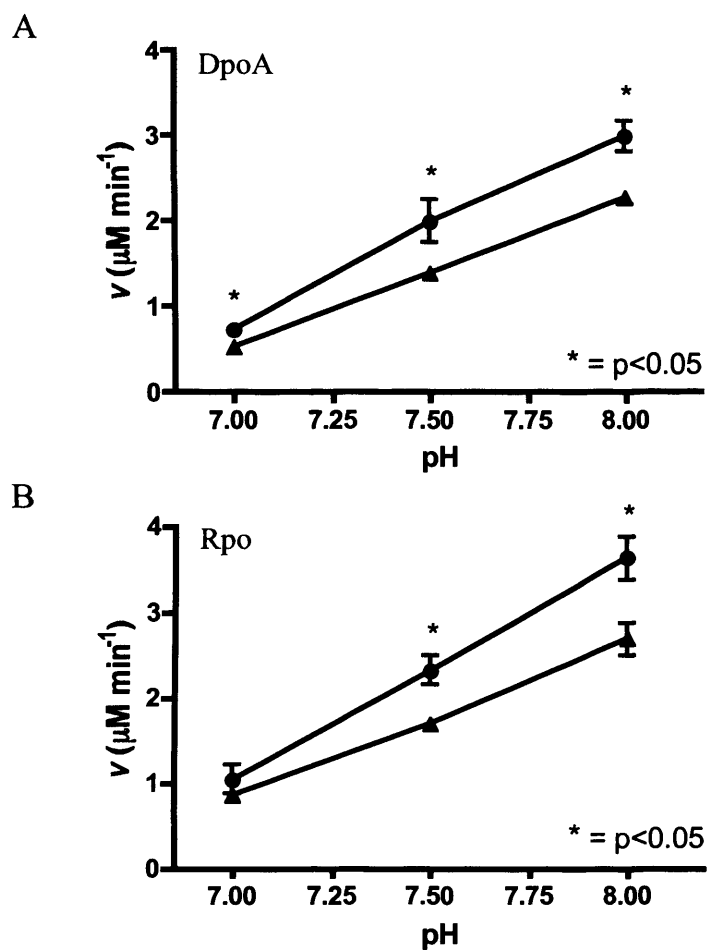 A
DpoA
4
3
2
1
0
v (µM min⁻¹)
*
*
*
* = p<0.05
7.00 7.25 7.50 7.75 8.00
pH
B
Rpo
4
3
2
1
0
v (µM min⁻¹)
*
*
* = p<0.05
7.00 7.25 7.50 7.75 8.00
pH